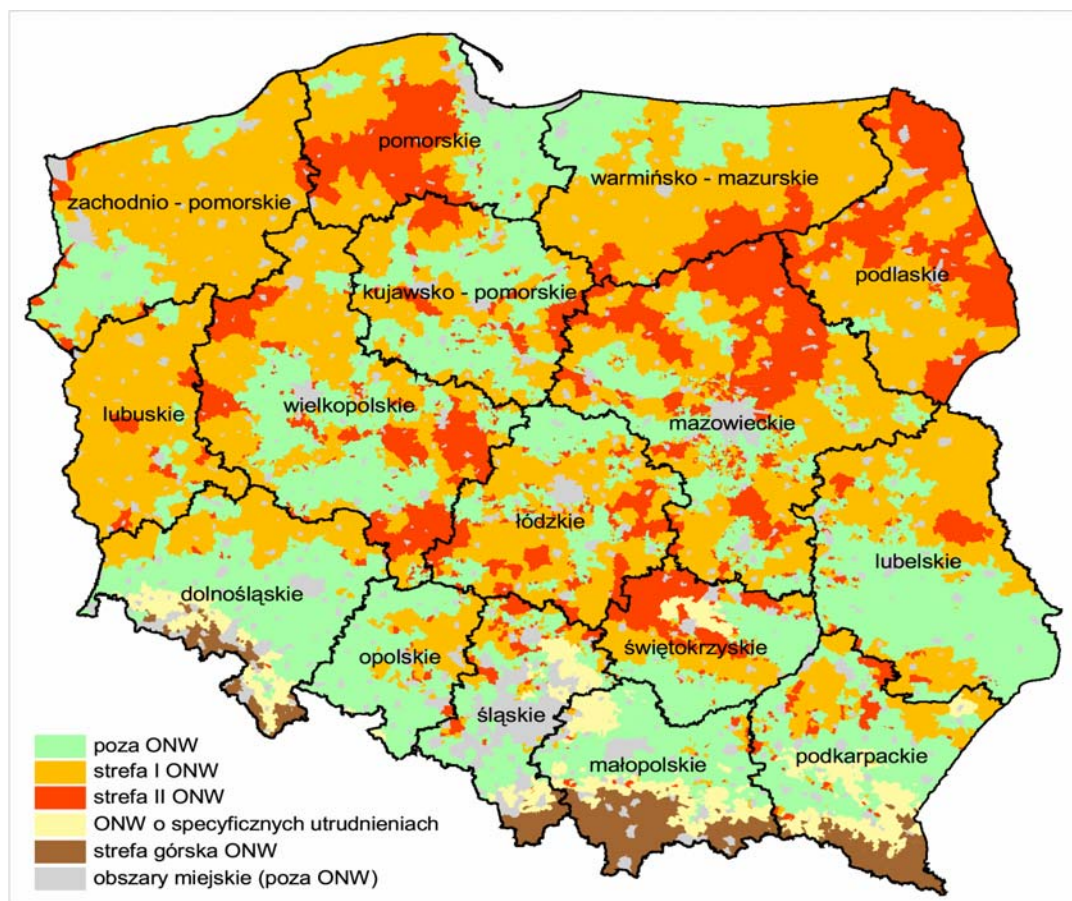 pomorskie
warmińsko - mazurskie
zachodnio - pomorskie
podlaskie
kujawsko - pomorskie
lubuskie
wielkopolskie
mazowieckie
łódzkie
lubelskie
dolnośląskie
świętokrzyskie
opolskie
śląskie
małopolskie
podkarpackie
poza ONW
strefa I ONW
strefa II ONW
ONW o specyficznych utrudnieniach
strefa górska ONW
obszary miejskie (poza ONW)